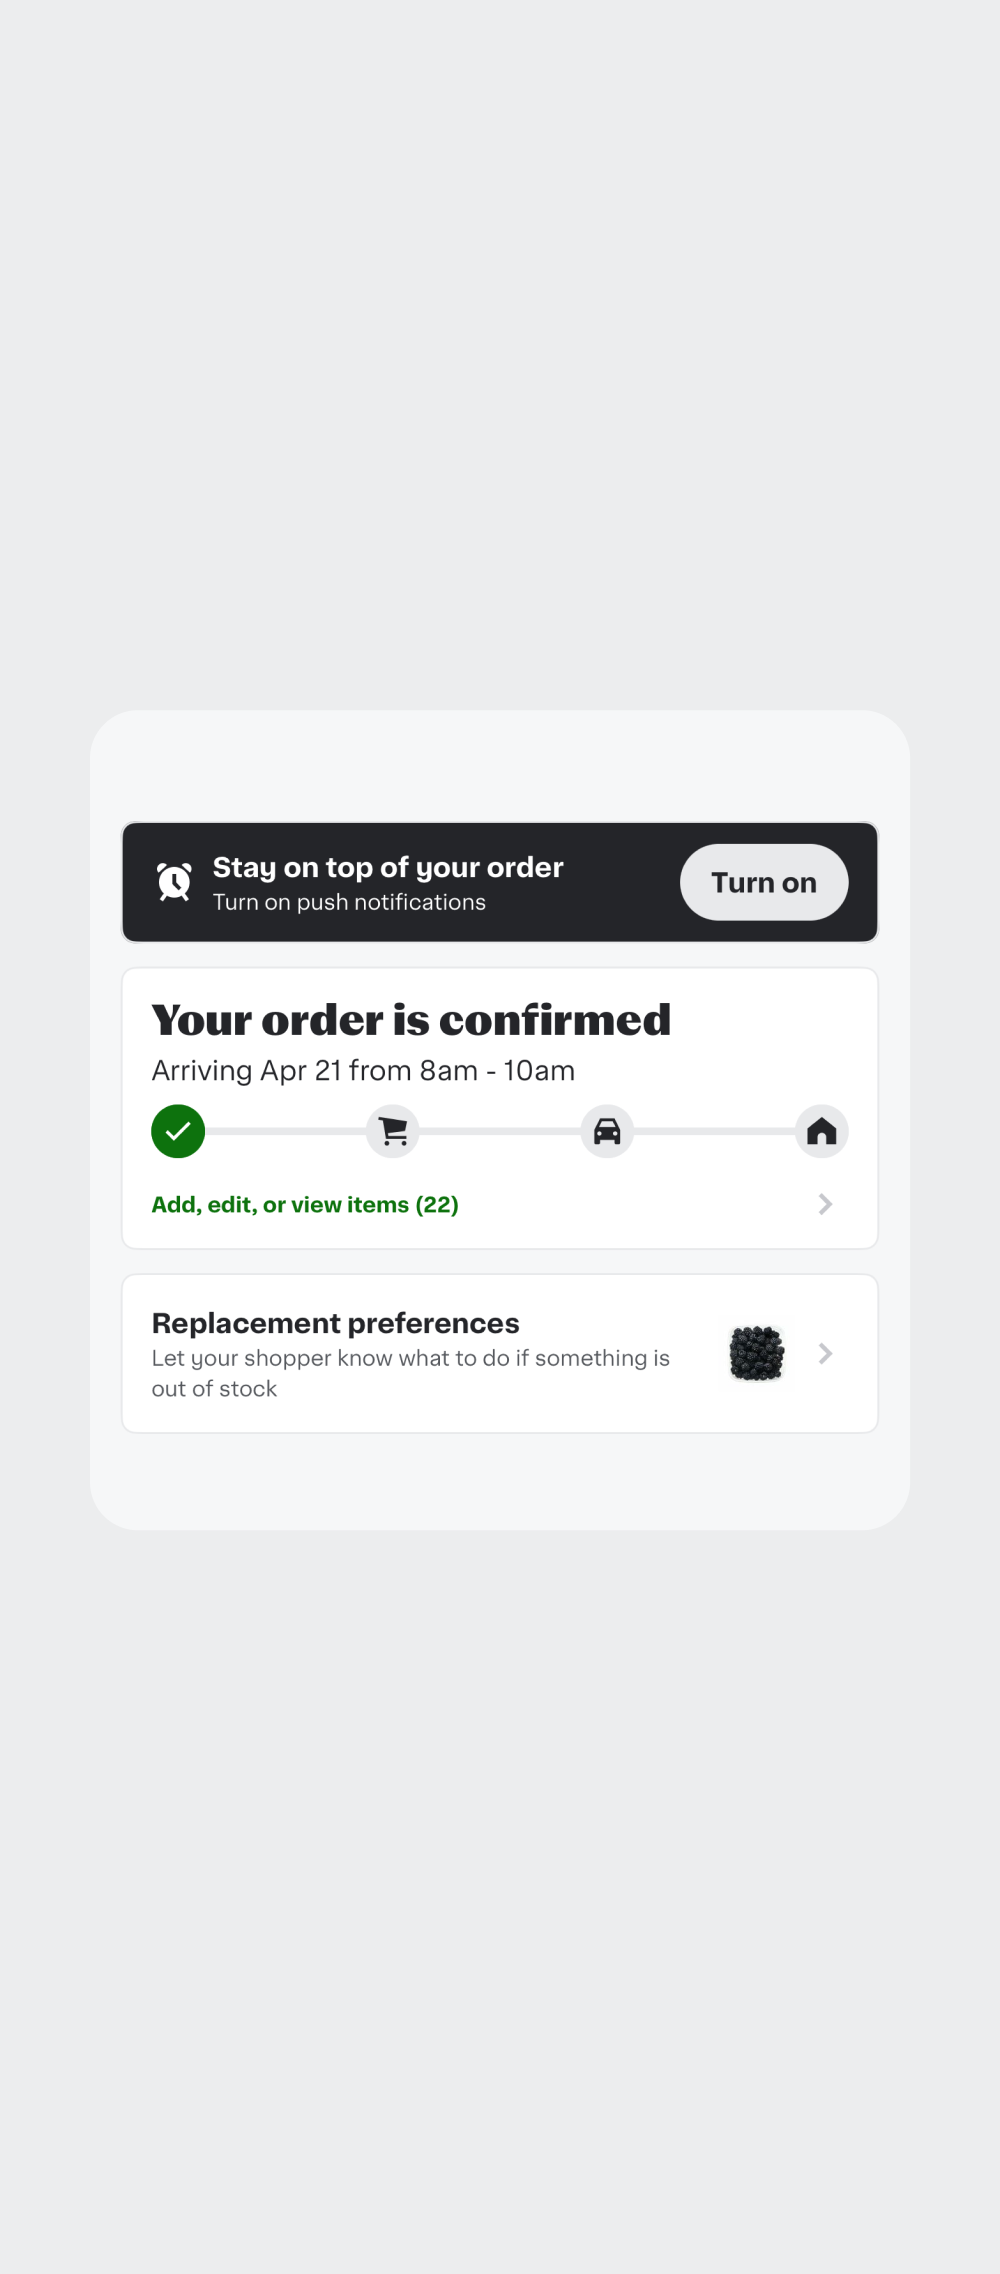 Stay on top of your order
Turn on push notifications
Turn on
Your order is confirmed
Arriving Apr 21 from 8am - 10am
Add, edit, or view items (22)
Replacement preferences
Let your shopper know what to do if something is
out of stock